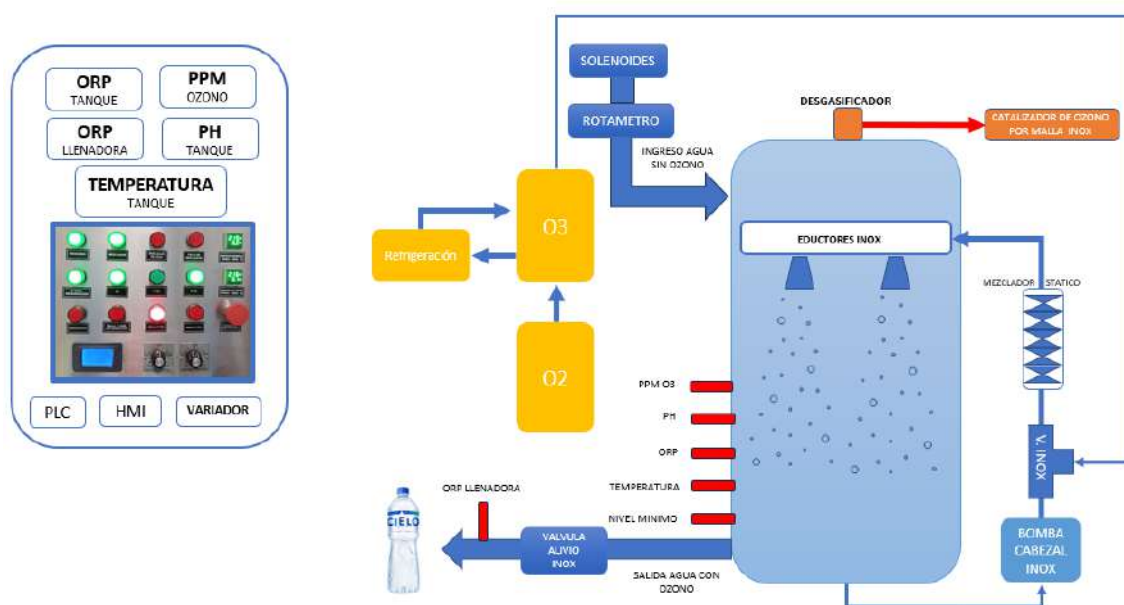 ORP
TANQUE
PPM
OZONO
ORP
LLENADORA
PH
TANQUE
TEMPERATURA
TANQUE
PLC
HMI
VARIADOR
SOLENOIDES
ROTAMETRO
INGRESO AGUA
SIN OZONO
O3
Refrigeración
O2
DESGASIFICADOR
CATALIZADOR DE OZONO
POR MALLA INOX
EDUCTORES INOX
MEZCLADOR STATICO
V. INOX
BOMBA
CABEZAL
INOX
PPM O3
PH
ORP
TEMPERATURA
NIVEL MINIMO
ORP LLENADORA
CIELO
VALVULA
ALIVIO
INOX
SALIDA AGUA CON
OZONO